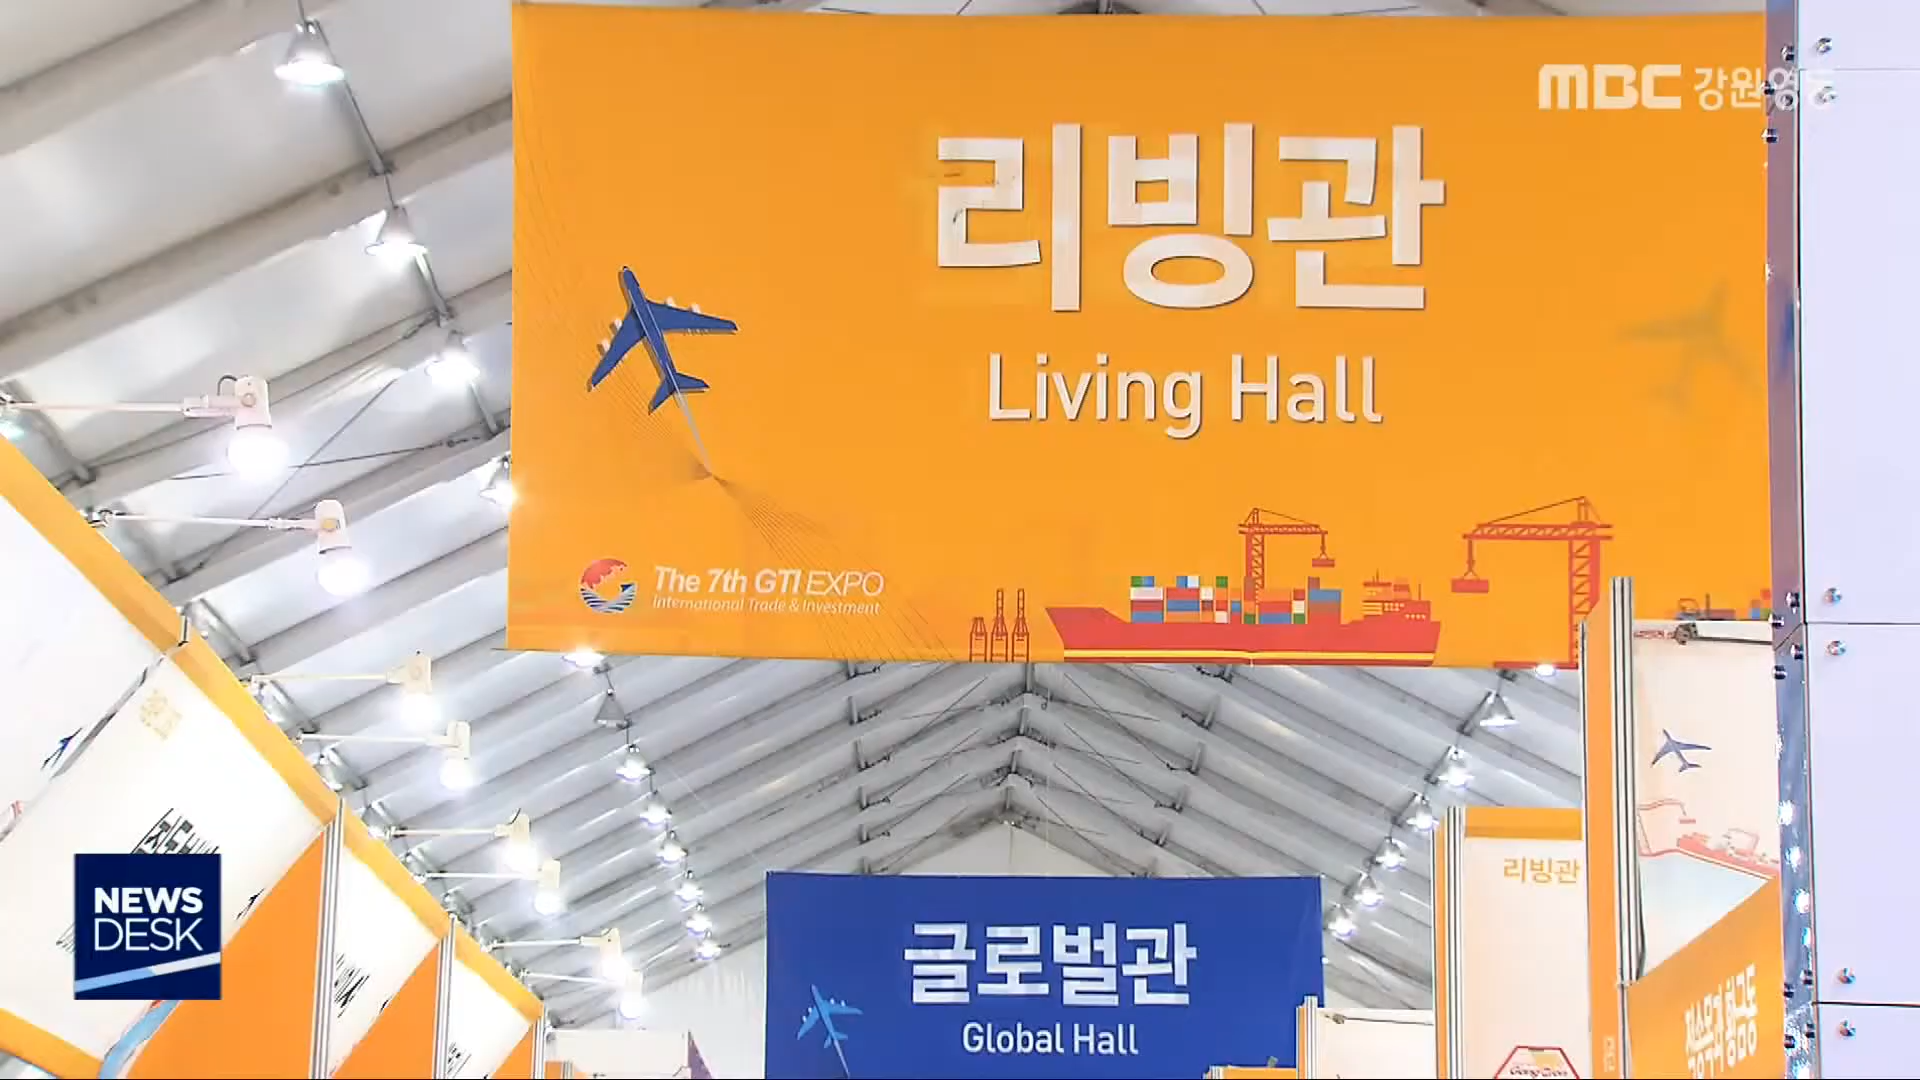 MBC 강원영동
리빙관
Living Hall
The 7th GTI EXPO
International Trade & Investment
리빙관
NEWS
DESK
글로벌관
Global Hall